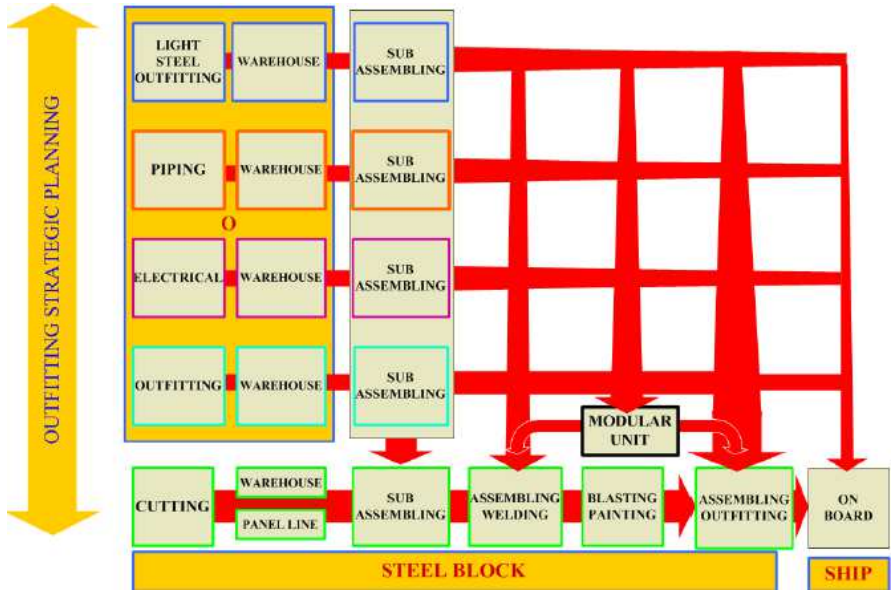 OUTFITTING STRATEGIC PLANNING
LIGHT
STEEL
OUTFITTING
WAREHOUSE
SUB
ASSEMBLING
PIPING
WAREHOUSE
SUB
ASSEMBLING
O
ELECTRICAL
WAREHOUSE
SUB
ASSEMBLING
OUTFITTING
WAREHOUSE
SUB
ASSEMBLING
MODULAR
UNIT
CUTTING
WAREHOUSE
PANEL LINE
SUB
ASSEMBLING
ASSEMBLING
WELDING
BLASTING
PAINTING
ASSEMBLING
OUTFITTING
ON
BOARD
STEEL BLOCK
SHIP